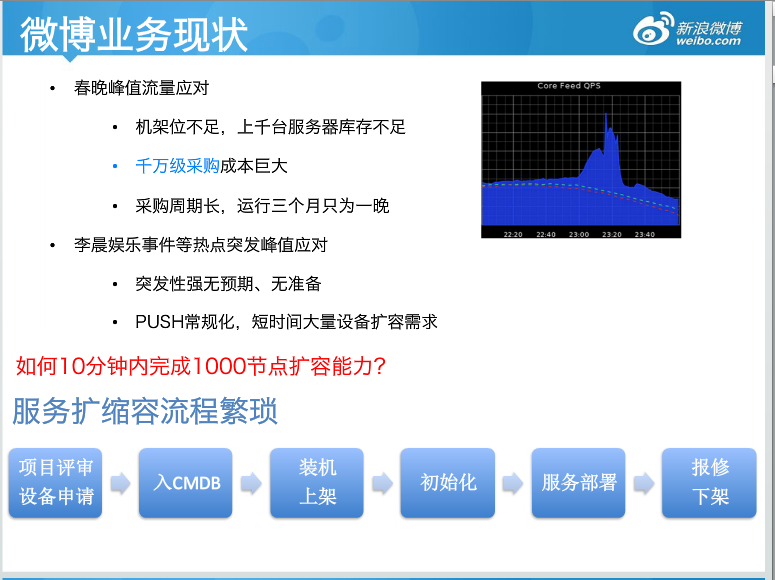 微博业务现状
新浪微博
weibo.com
• 春晚峰值流量应对
• 机架位不足，上千台服务器库存不足
• 千万级采购成本巨大
• 采购周期长，运行三个月只为一晚
• 李晨娱乐事件等热点突发峰值应对
• 突发性强无预期、无准备
• PUSH常规化，短时间大量设备扩容需求
Core Feed QPS
22:20 22:40 23:00 23:20 23:40
如何10分钟内完成1000节点扩容能力?
服务扩缩容流程繁琐
项目评审
设备申请
入CMDB
装机
上架
初始化
服务部署
报修
下架